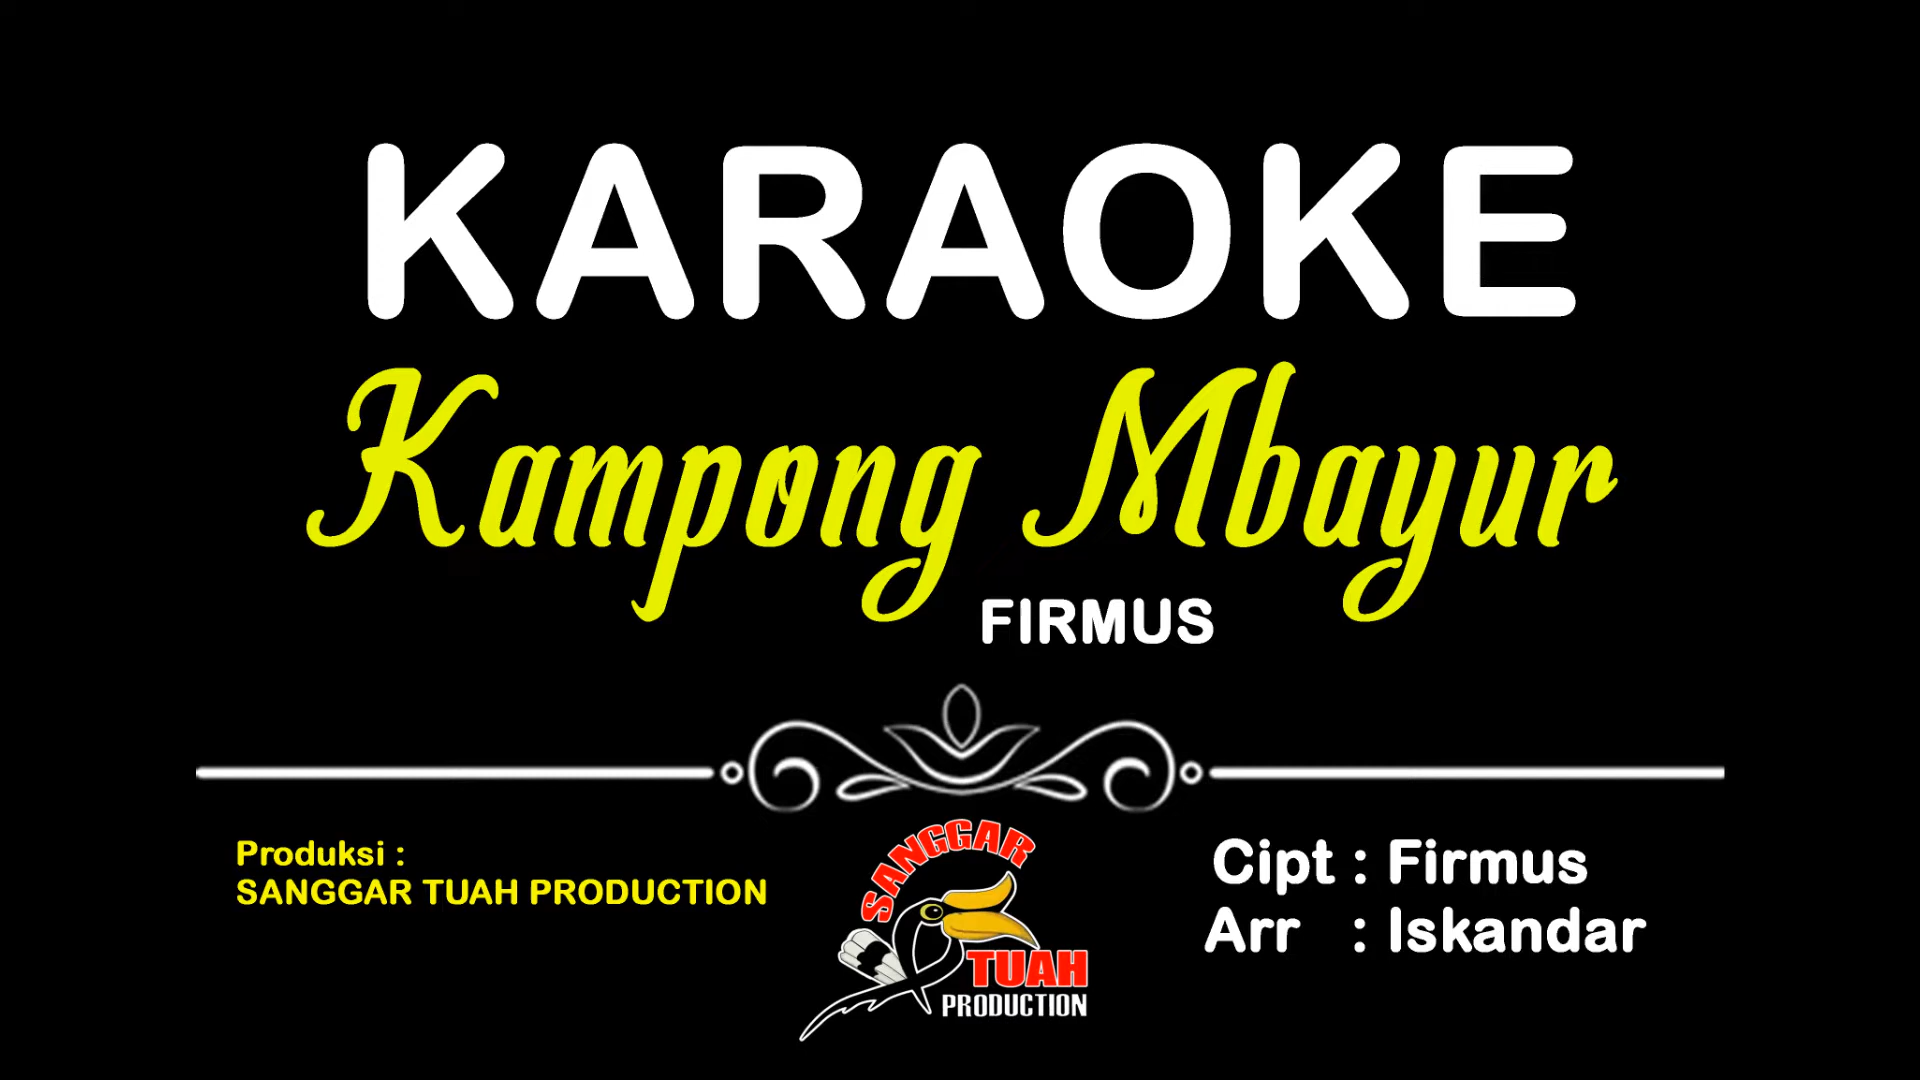 KARAOKE
Kampong Mbayur
FIRMUS
Produksi :
SANGGAR TUAH PRODUCTION
SANGGAR
TUAH
PRODUCTION
Cipt : Firmus
Arr : Iskandar